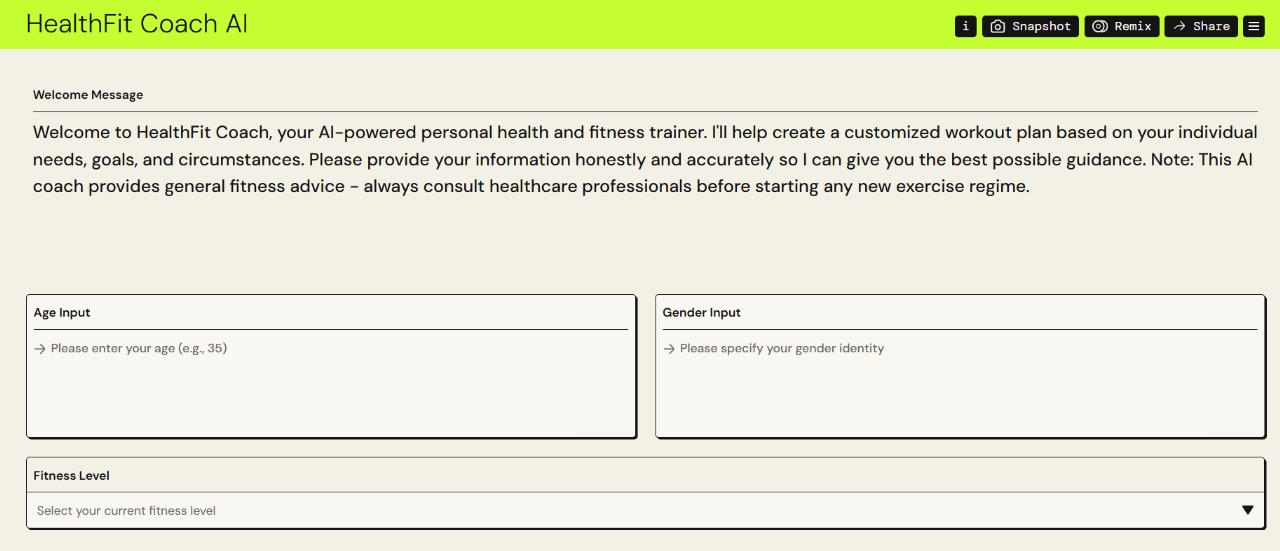 HealthFit Coach AI
i
Snapshot
Remix
Share
Welcome Message
Welcome to HealthFit Coach, your AI-powered personal health and fitness trainer. I'll help create a customized workout plan based on your individual
needs, goals, and circumstances. Please provide your information honestly and accurately so I can give you the best possible guidance. Note: This AI
coach provides general fitness advice - always consult healthcare professionals before starting any new exercise regime.
Age Input
Please enter your age (e.g., 35)
Gender Input
Please specify your gender identity
Fitness Level
Select your current fitness level